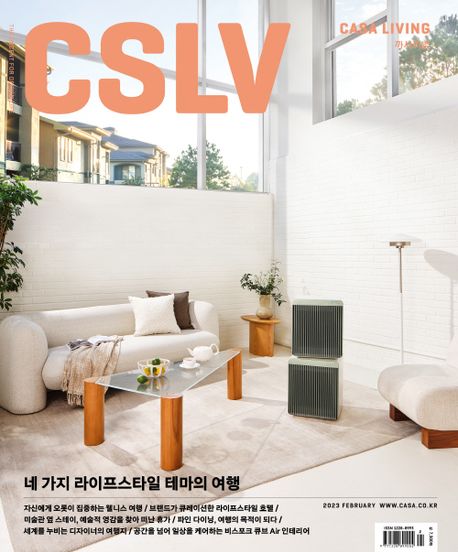 CSLV
CASA LIVING
까사리빙
네 가지 라이프스타일 테마의 여행
2023 FEBRUARY WWW.CASA.CO.KR
자신에게 오롯이 집중하는 웰니스 여행 / 브랜드가 큐레이션한 라이프스타일 호텔 /
미술관 옆 스테이, 예술적 영감을 찾아 떠난 휴가 / 파인 다이닝, 여행의 목적이 되다 /
세계를 누비는 디자이너의 여행지 / 공간을 넘어 일상을 케어하는 비스포크 큐브 Air 인테리어